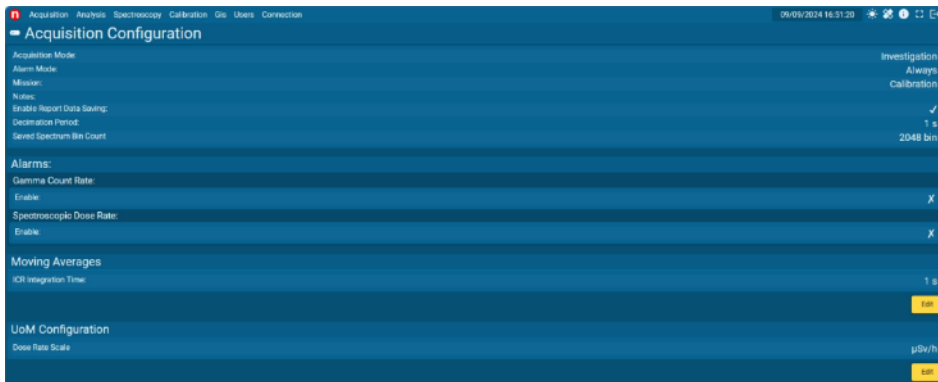 n Acquisition Analysis Spectroscopy Calibration Gis Users Connection 09/09/2024 16:51:20
Acquisition Configuration
Acquisition Mode: Investigation
Alarm Mode: Always
Mission: Calibration
Notes:
Enable Report Data Saving: ✓
Decimation Period: 1 s
Saved Spectrum Bin Count 2048 bin
Alarms:
Gamma Count Rate:
Enable: X
Spectroscopic Dose Rate:
Enable: X
Moving Averages
ICR Integration Time: 1 s
Edit
UoM Configuration
Dose Rate Scale µSv/h
Edit